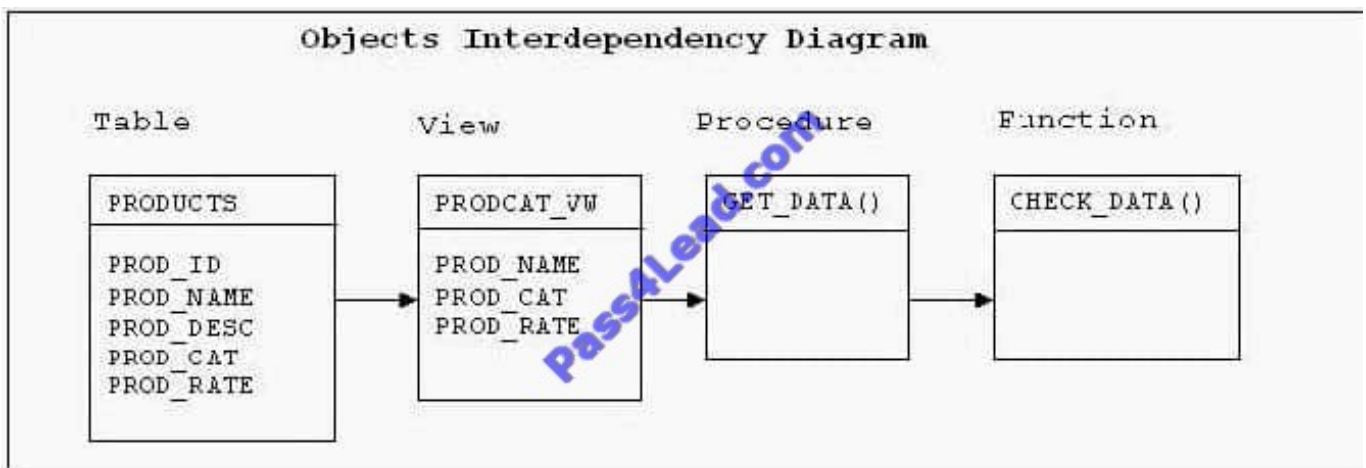 Objects Interdependency Diagram
Table
View
Procedure
Function
PRODUCTS
PROD_ID
PROD_NAME
PROD_DESC
PROD_CAT
PROD_RATE
PRODCAT_VW
PROD_NAME
PROD_CAT
PROD_RATE
GET_DATA()
CHECK_DATA()
Pass4Lead.com